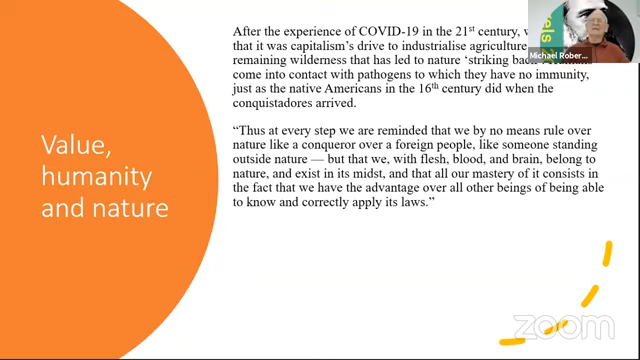 After the experience of COVID-19 in the 21st century, w
that it was capitalism's drive to industrialise agriculture
remaining wilderness that has led to nature 'striking back'
come into contact with pathogens to which they have no immunity,
just as the native Americans in the 16th century did when the
conquistadores arrived.
"Thus at every step we are reminded that we by no means rule over
nature like a conqueror over a foreign people, like someone standing
outside nature — but that we, with flesh, blood, and brain, belong to
nature, and exist in its midst, and that all our mastery of it consists in
the fact that we have the advantage over all other beings of being able
to know and correctly apply its laws."
Value,
humanity
and nature
els
Michael Rober...
zoom